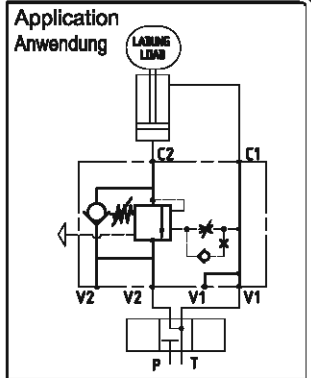 Application
Anwendung
LADUNG
LOAD
C2 C1
V2 V2 V1 V1
P T